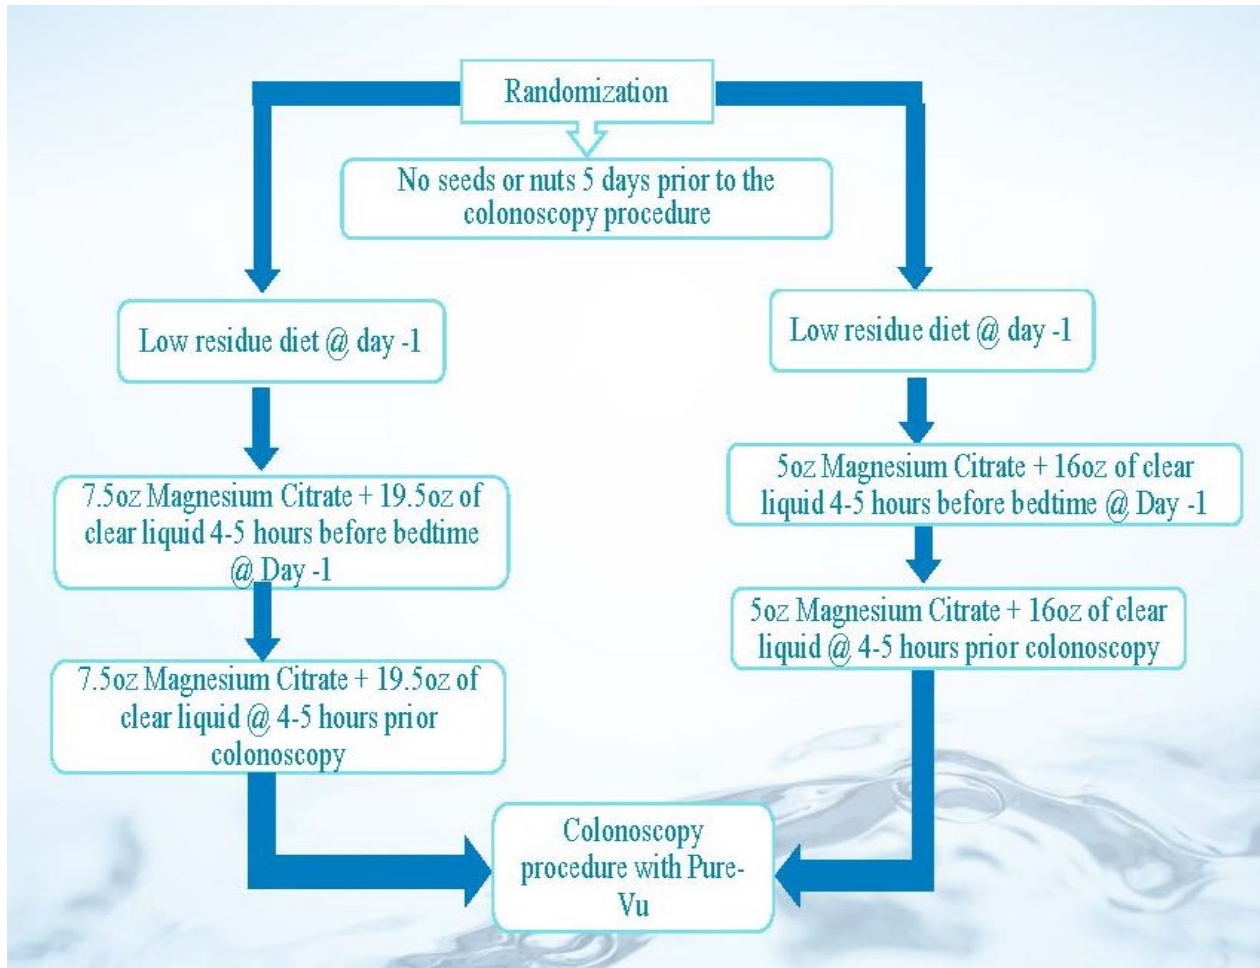 Randomization
No seeds or nuts 5 days prior to the
colonoscopy procedure
Low residue diet @ day -1
7.5oz Magnesium Citrate + 19.5oz of
clear liquid 4-5 hours before bedtime
@ Day -1
7.5oz Magnesium Citrate + 19.5oz of
clear liquid @ 4-5 hours prior
colonoscopy
Low residue diet @ day -1
5oz Magnesium Citrate + 16oz of clear
liquid 4-5 hours before bedtime @ Day -1
5oz Magnesium Citrate + 16oz of clear
liquid @ 4-5 hours prior colonoscopy
Colonoscopy
procedure with Pure-
Vu